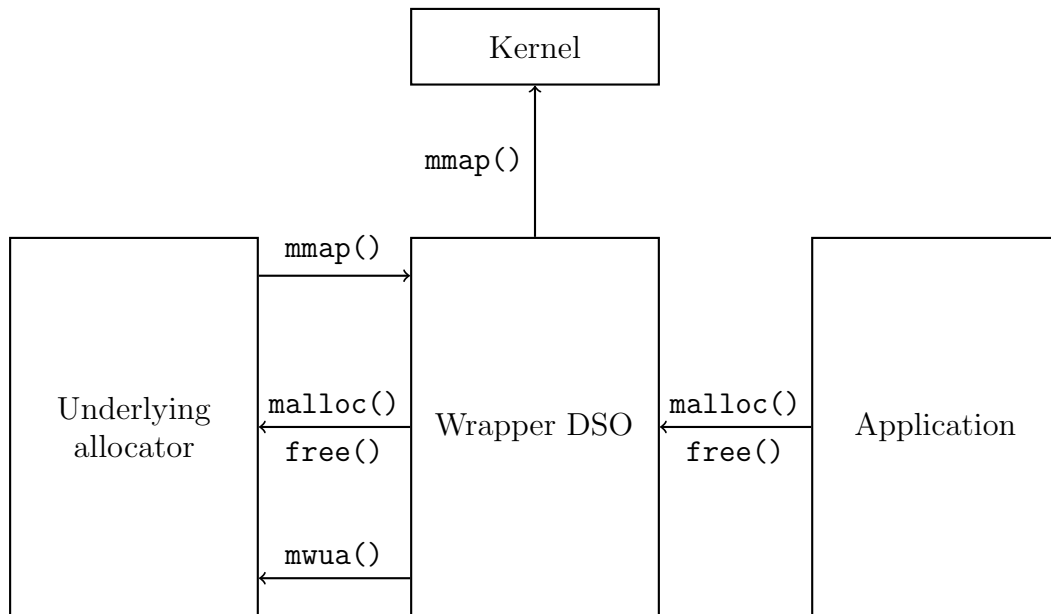 Kernel
mmap()
mmap()
malloc()
malloc()
Underlying
allocator
Wrapper DSO
Application
free()
free()
mwua()